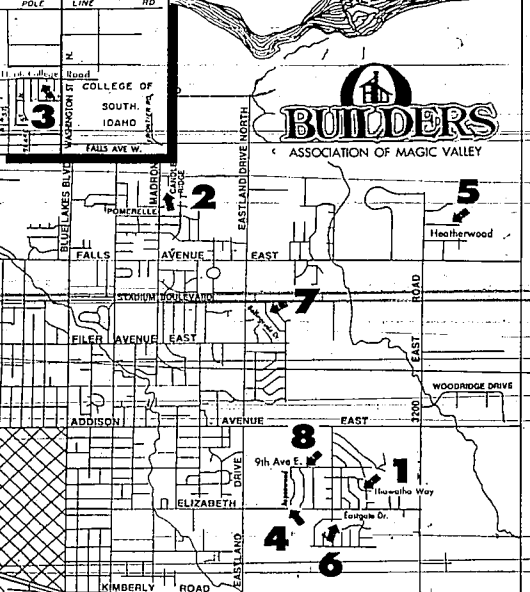 POLE LINE RD
WASHINGTON ST. N.
COLLEGE OF
SOUTH.
IDAHO
3
FALLS AVE W.
BUILDERS
ASSOCIATION OF MAGIC VALLEY
BLUE LAKES BLVD
MADRONA
CANDLE
RIDGE
EASTLAND DRIVE NORTH
2
POMERELLE
5
Heatherwood
FALLS AVENUE EAST
STADIUM BOULEVARD
7
FILER AVENUE EAST
3200 EAST ROAD
WOODRIDGE DRIVE
ADDISON AVENUE EAST
8
9th Ave E.
1
Hiawatha Way
ELIZABETH
EASTLAND DRIVE
Eastgate Dr.
4
6
KIMBERLY ROAD